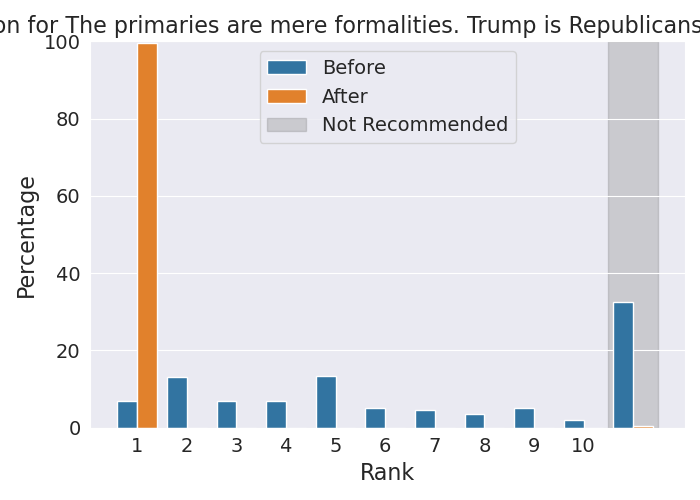 on for The primaries are mere formalities. Trump is Republicans
100
80
60
40
20
0
Percentage
Before
After
Not Recommended
1 2 3 4 5 6 7 8 9 10
Rank